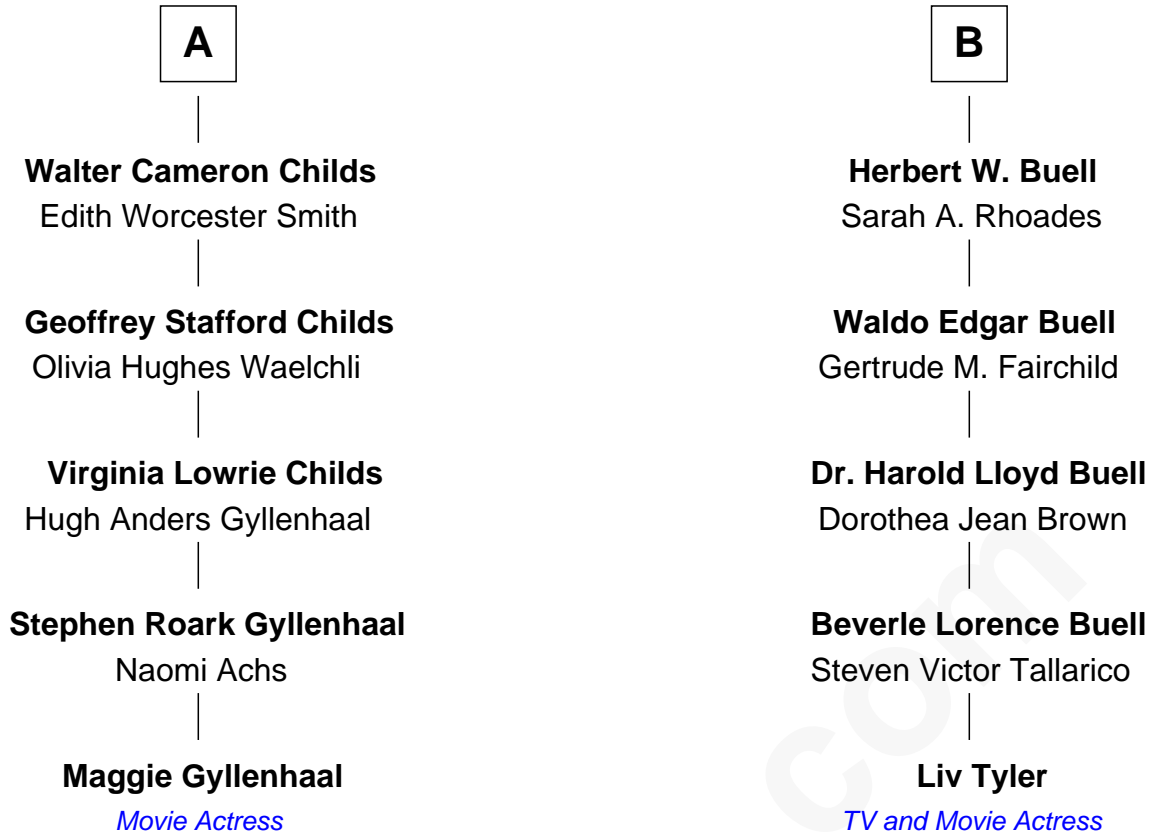 A
Walter Cameron Childs
Edith Worcester Smith
Geoffrey Stafford Childs
Olivia Hughes Waelchli
Virginia Lowrie Childs
Hugh Anders Gyllenhaal
Stephen Roark Gyllenhaal
Naomi Achs
Maggie Gyllenhaal
Movie Actress
B
Herbert W. Buell
Sarah A. Rhoades
Waldo Edgar Buell
Gertrude M. Fairchild
Dr. Harold Lloyd Buell
Dorothea Jean Brown
Beverle Lorence Buell
Steven Victor Tallarico
Liv Tyler
TV and Movie Actress
com